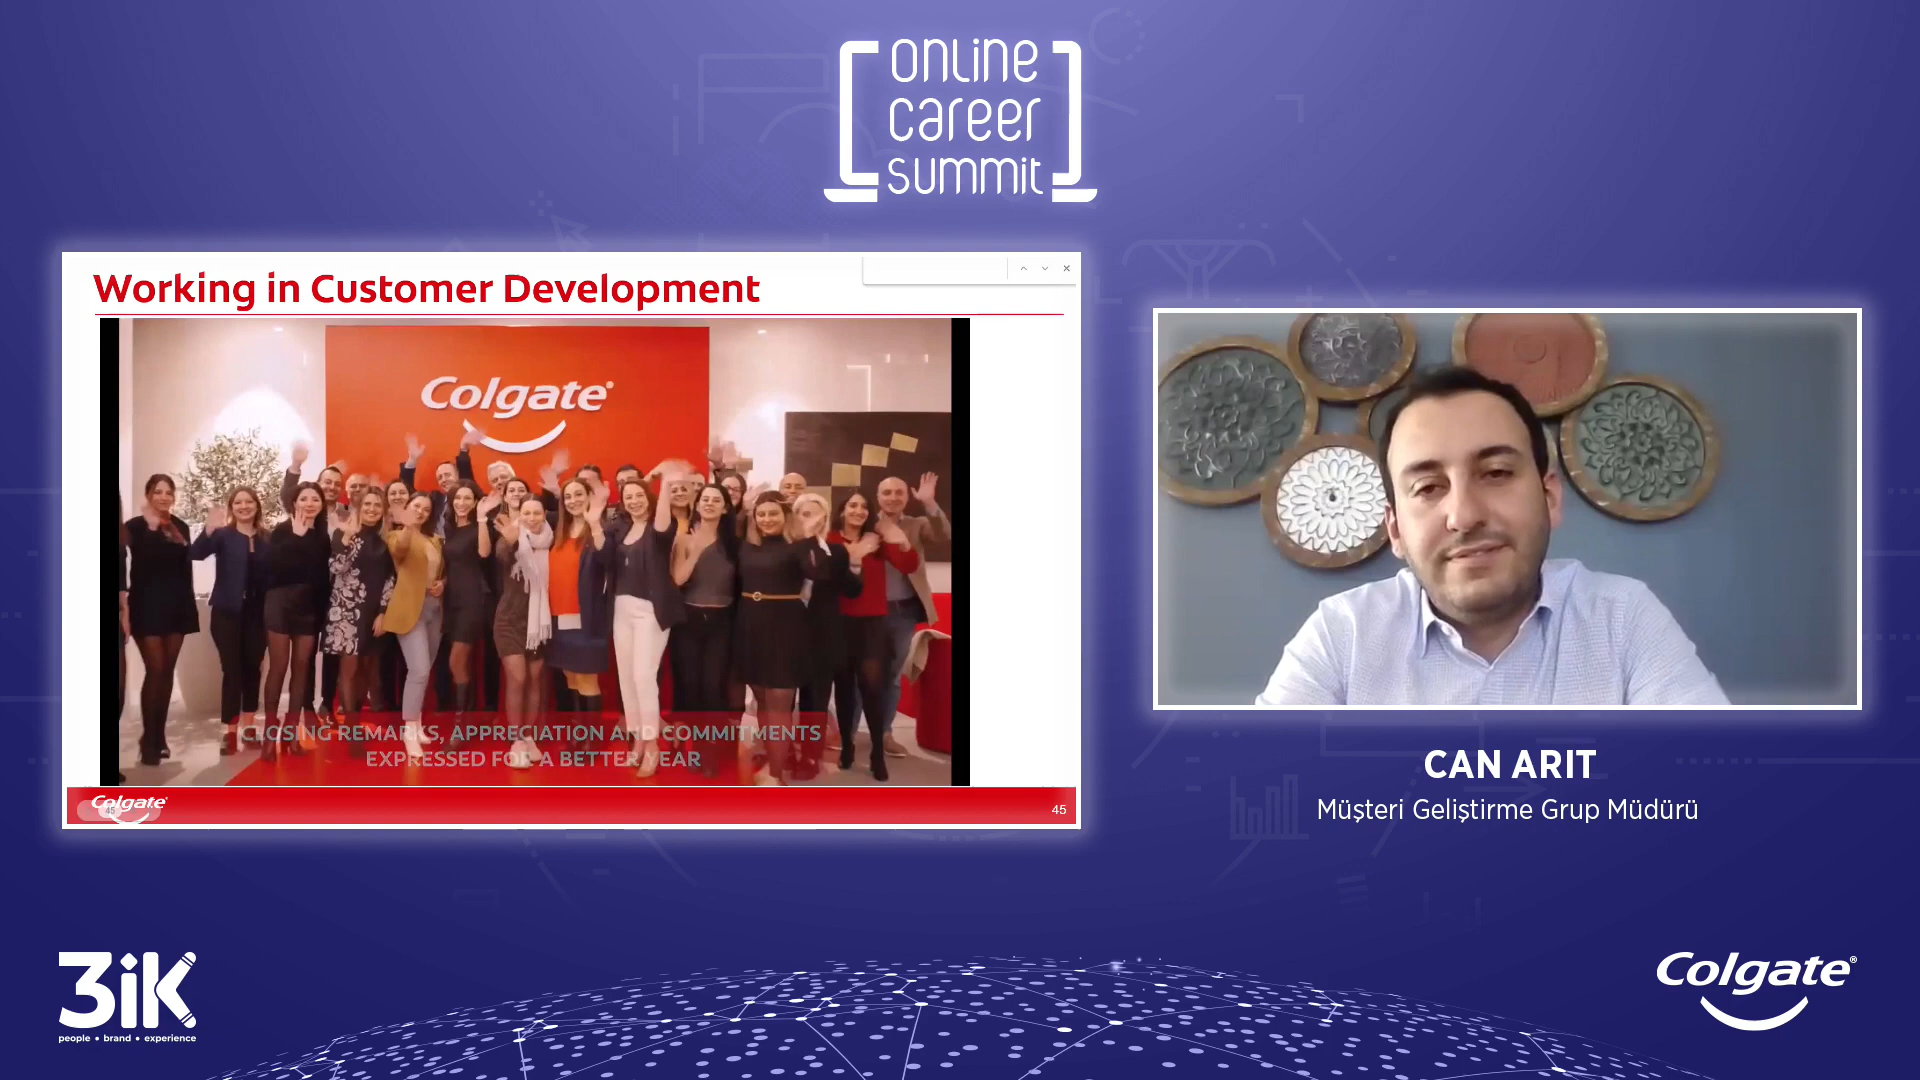 online
career
summit
Working in Customer Development
Colgate®
CLOSING REMARKS, APPRECIATION AND COMMITMENTS
EXPRESSED FOR A BETTER YEAR
Colgate
45
45
CAN ARIT
Müşteri Geliştirme Grup Müdürü
3iK
people • brand • experience
Colgate®